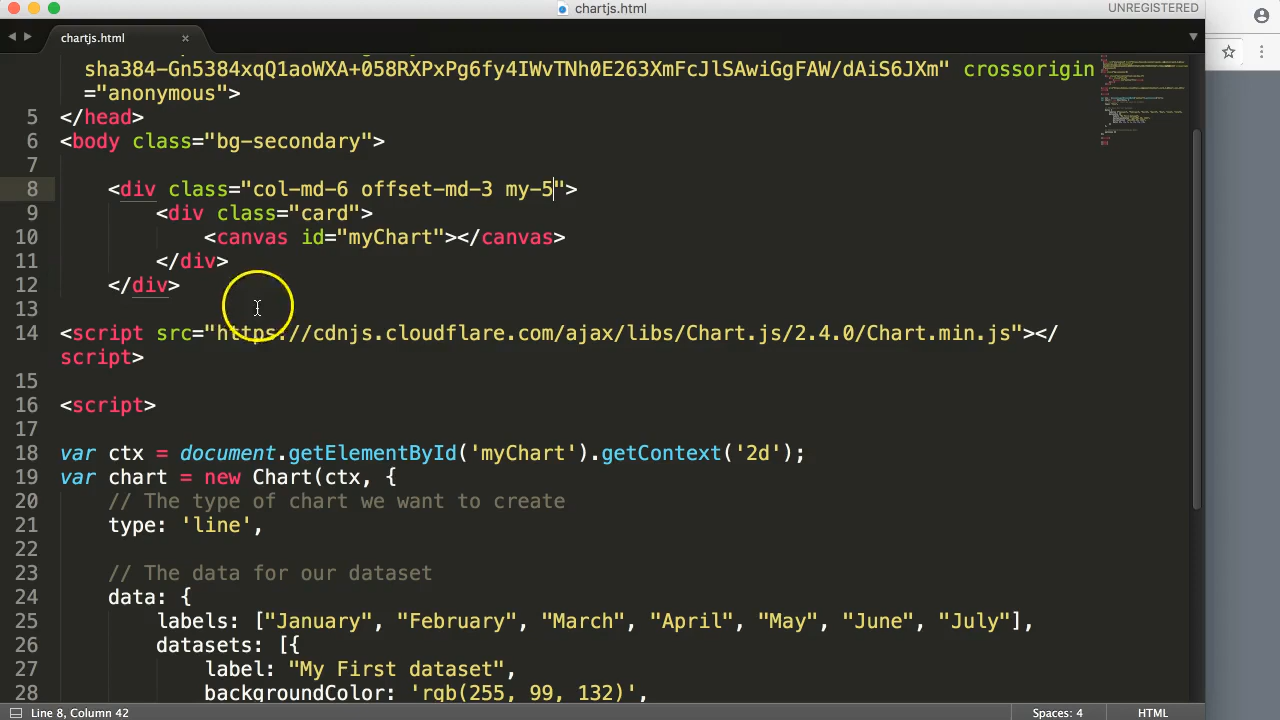 chartjs.html
UNREGISTERED
chartjs.html
sha384-Gn5384xqQ1aoWXA+058RXPxPg6fy4IWvTNh0E263XmFcJlSAwiGgFAW/dAiS6JXm" crossorigin
="anonymous">
5 </head>
6 <body class="bg-secondary">
7
8 <div class="col-md-6 offset-md-3 my-5">
9 <div class="card">
10 <canvas id="myChart"></canvas>
11 </div>
12 </div>
13
14 <script src="https://cdnjs.cloudflare.com/ajax/libs/Chart.js/2.4.0/Chart.min.js"></
script>
15
16 <script>
17
18 var ctx = document.getElementById('myChart').getContext('2d');
19 var chart = new Chart(ctx, {
20 // The type of chart we want to create
21 type: 'line',
22
23 // The data for our dataset
24 data: {
25 labels: ["January", "February", "March", "April", "May", "June", "July"],
26 datasets: [{
27 label: "My First dataset",
28 backgroundColor: 'rgb(255, 99, 132)',
Line 8, Column 42
Spaces: 4
HTML